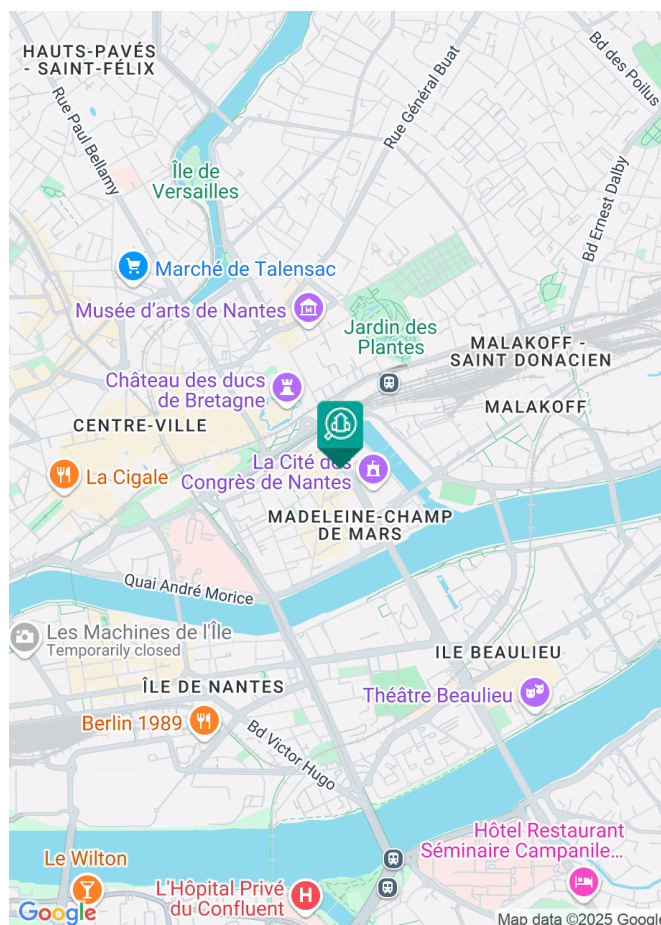 HAUTS-PAVÉS
- SAINT-FÉLIX
Bd des Poilus
Rue Général Buat
Rue Paul Bellamy
Île de
Versailles
Bd Ernest Dalby
Marché de Talensac
Musée d'arts de Nantes
Jardin des
Plantes
MALAKOFF -
SAINT DONACIEN
Château des ducs
de Bretagne
MALAKOFF
CENTRE-VILLE
La Cigale
La Cité des
Congrès de Nantes
MADELEINE-CHAMP
DE MARS
Quai André Morice
Les Machines de l'Île
Temporarily closed
ILE BEAULIEU
ÎLE DE NANTES
Théâtre Beaulieu
Berlin 1989
Bd Victor Hugo
Hôtel Restaurant
Séminaire Campanile...
Le Wilton
L'Hôpital Privé
du Confluent
H
Google
Map data ©2025 Google